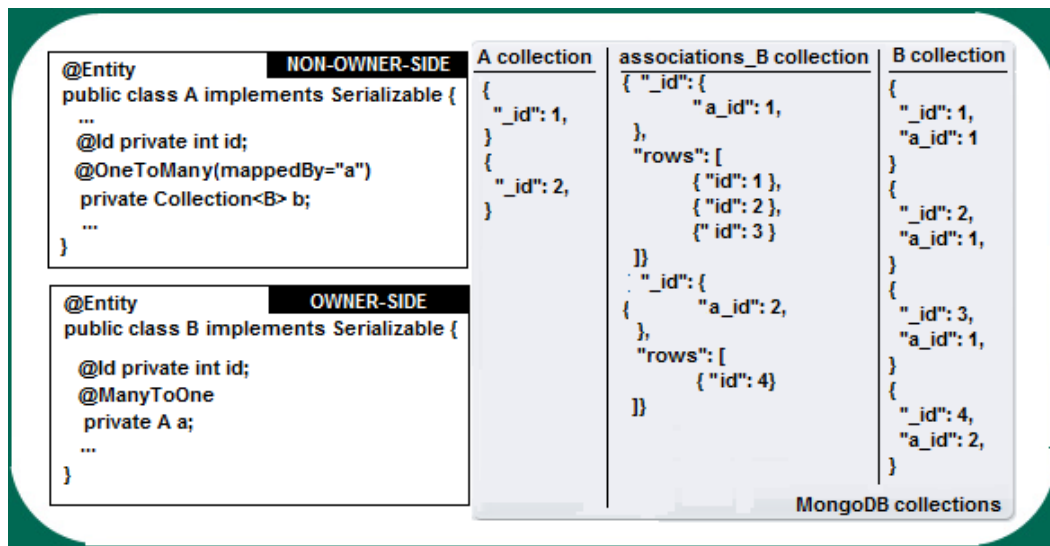 NON-OWNER-SIDE
@Entity
public class A implements Serializable {
...
@Id private int id;
@OneToMany(mappedBy="a")
private Collection<B> b;
...
}
OWNER-SIDE
@Entity
public class B implements Serializable {
@Id private int id;
@ManyToOne
private A a;
...
}
A collection
{
"_id": 1,
}
{
"_id": 2,
}
associations_B collection
{ "_id": {
"a_id": 1,
},
"rows": [
{ "id": 1 },
{ "id": 2 },
{" id": 3 }
]}
"_id": {
{ "a_id": 2,
},
"rows": [
{ "id": 4}
]}
B collection
{
"_id": 1,
"a_id": 1
}
{
"_id": 2,
"a_id": 1,
}
{
"_id": 3,
"a_id": 1,
}
{
"_id": 4,
"a_id": 2,
}
MongoDB collections